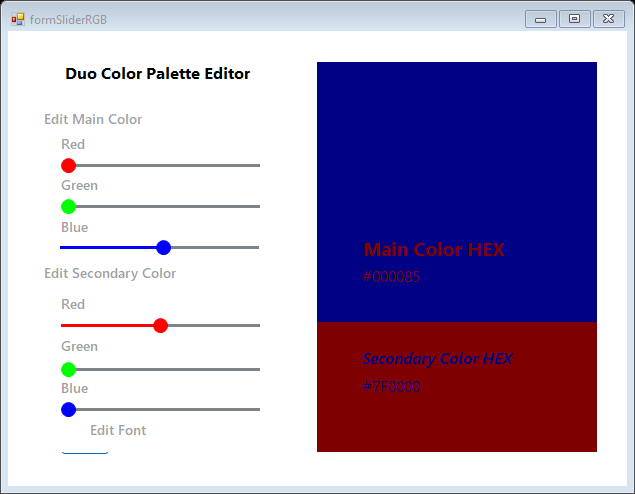 formSliderRGB
Duo Color Palette Editor
Edit Main Color
Red
Green
Blue
Edit Secondary Color
Red
Green
Blue
Edit Font
Main Color HEX
#000085
Secondary Color HEX
#7F0000